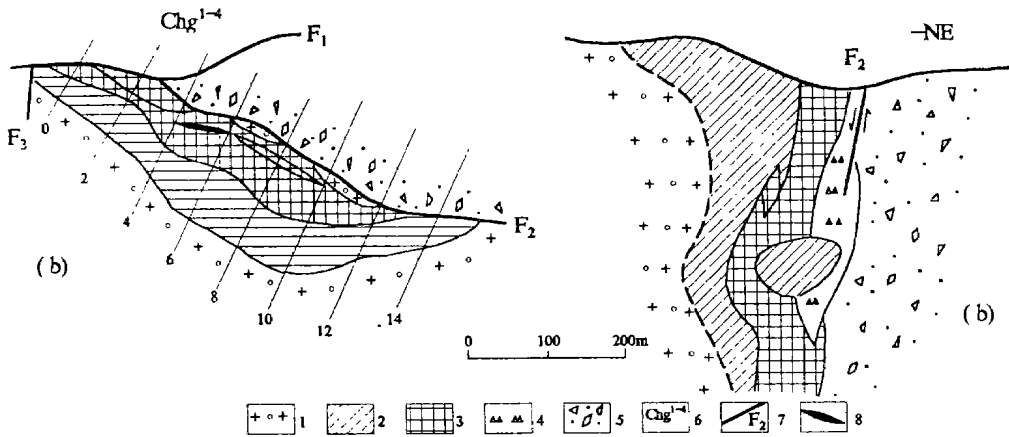 Chg¹⁻⁴
F₁
F₃
0
2
4
6
8
10
12
14
F₂
( b )
–NE
F₂
( b )
0 100 200m
1 2 3 4 5 Chg¹⁻⁴ 6 F₂ 7 8